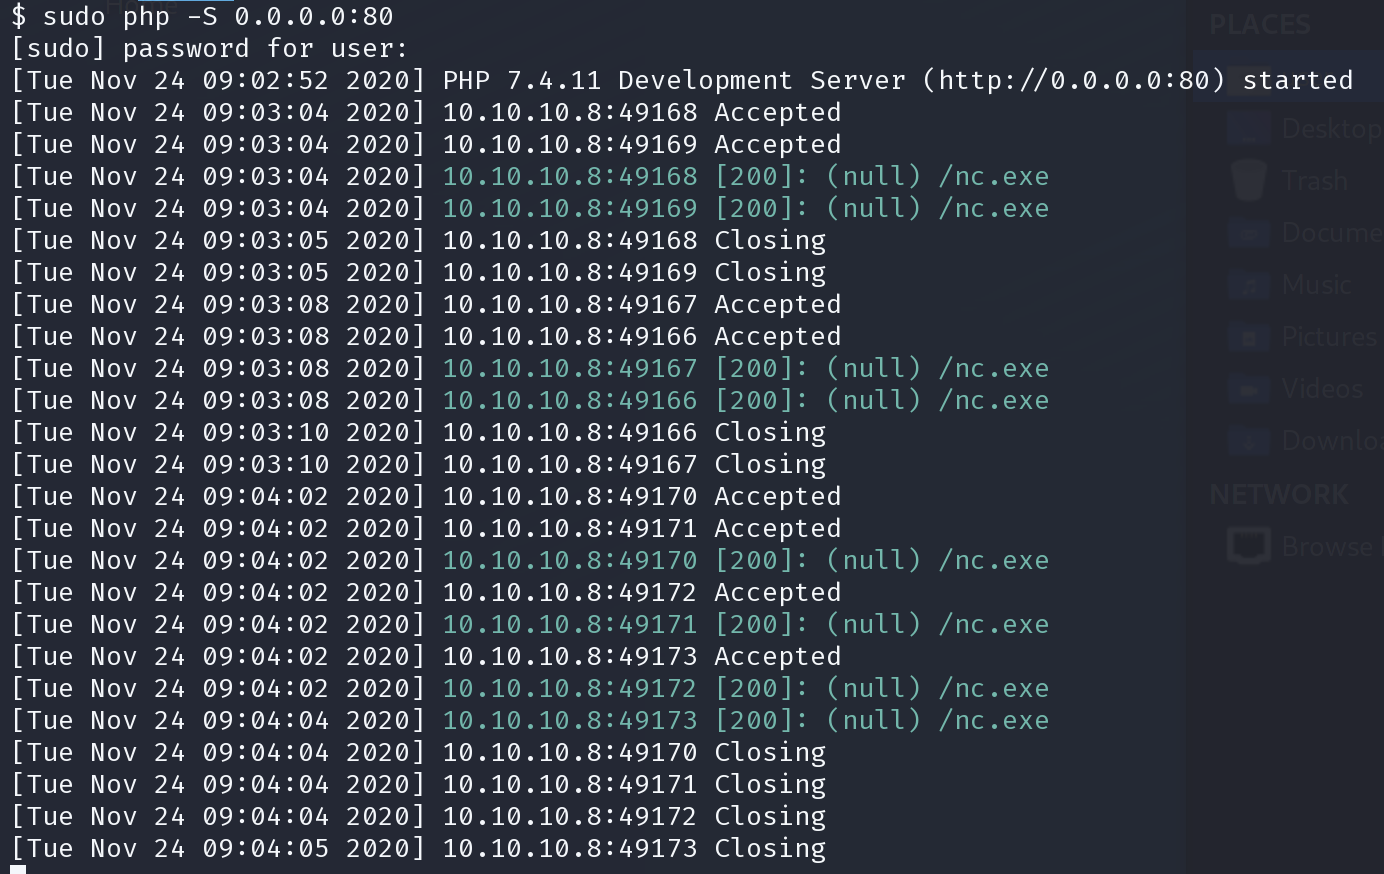 $ sudo php -S 0.0.0.0:80
[sudo] password for user:
[Tue Nov 24 09:02:52 2020] PHP 7.4.11 Development Server (http://0.0.0.0:80) started
[Tue Nov 24 09:03:04 2020] 10.10.10.8:49168 Accepted
[Tue Nov 24 09:03:04 2020] 10.10.10.8:49169 Accepted
[Tue Nov 24 09:03:04 2020] 10.10.10.8:49168 [200]: (null) /nc.exe
[Tue Nov 24 09:03:04 2020] 10.10.10.8:49169 [200]: (null) /nc.exe
[Tue Nov 24 09:03:05 2020] 10.10.10.8:49168 Closing
[Tue Nov 24 09:03:05 2020] 10.10.10.8:49169 Closing
[Tue Nov 24 09:03:08 2020] 10.10.10.8:49167 Accepted
[Tue Nov 24 09:03:08 2020] 10.10.10.8:49166 Accepted
[Tue Nov 24 09:03:08 2020] 10.10.10.8:49167 [200]: (null) /nc.exe
[Tue Nov 24 09:03:08 2020] 10.10.10.8:49166 [200]: (null) /nc.exe
[Tue Nov 24 09:03:10 2020] 10.10.10.8:49166 Closing
[Tue Nov 24 09:03:10 2020] 10.10.10.8:49167 Closing
[Tue Nov 24 09:04:02 2020] 10.10.10.8:49170 Accepted
[Tue Nov 24 09:04:02 2020] 10.10.10.8:49171 Accepted
[Tue Nov 24 09:04:02 2020] 10.10.10.8:49170 [200]: (null) /nc.exe
[Tue Nov 24 09:04:02 2020] 10.10.10.8:49172 Accepted
[Tue Nov 24 09:04:02 2020] 10.10.10.8:49171 [200]: (null) /nc.exe
[Tue Nov 24 09:04:02 2020] 10.10.10.8:49173 Accepted
[Tue Nov 24 09:04:02 2020] 10.10.10.8:49172 [200]: (null) /nc.exe
[Tue Nov 24 09:04:04 2020] 10.10.10.8:49173 [200]: (null) /nc.exe
[Tue Nov 24 09:04:04 2020] 10.10.10.8:49170 Closing
[Tue Nov 24 09:04:04 2020] 10.10.10.8:49171 Closing
[Tue Nov 24 09:04:04 2020] 10.10.10.8:49172 Closing
[Tue Nov 24 09:04:05 2020] 10.10.10.8:49173 Closing
PLACES
Desktop
Trash
Docume
Music
Pictures
Videos
Downlo
NETWORK
Browse